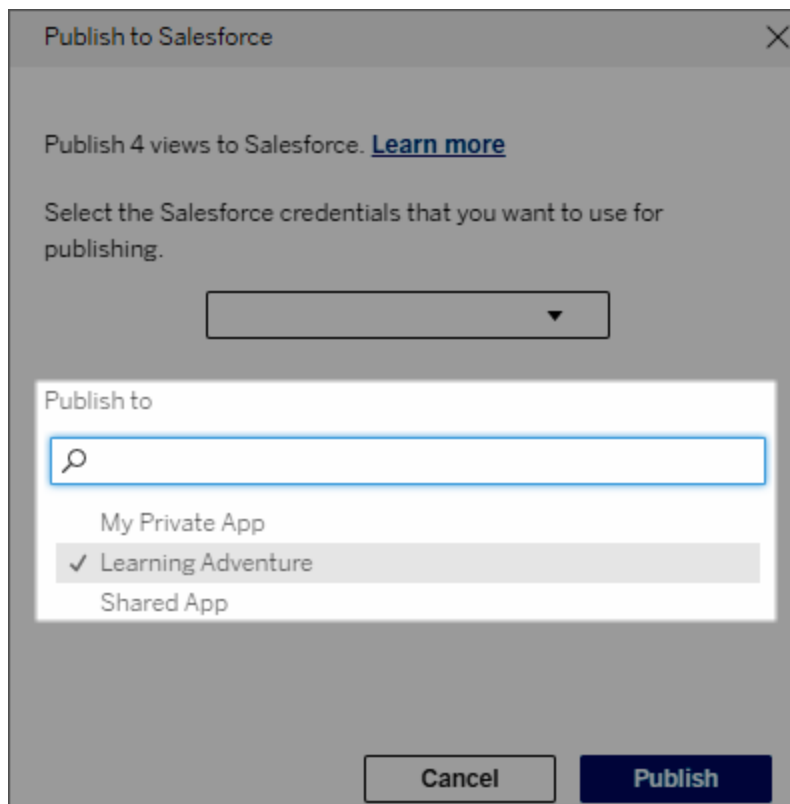 Publish to Salesforce
Publish 4 views to Salesforce. Learn more
Select the Salesforce credentials that you want to use for
publishing.
Publish to
My Private App
Learning Adventure
Shared App
Cancel Publish